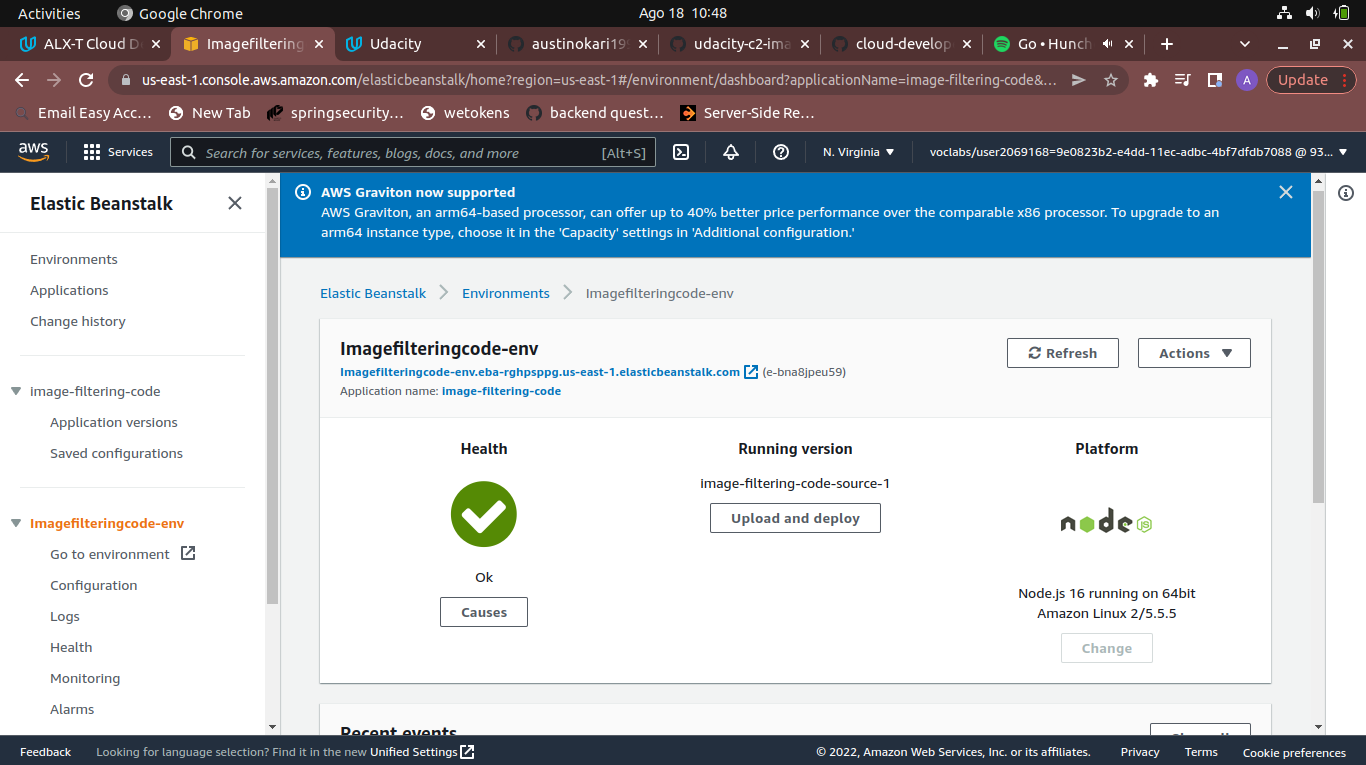 Activities
Google Chrome
Ago 18 10:48
ALX-T Cloud De
Imagefiltering
Udacity
austinokari199
udacity-c2-ima
cloud-develop
Go • Hunch
us-east-1.console.aws.amazon.com/elasticbeanstalk/home?region=us-east-1#/environment/dashboard?applicationName=image-filtering-code&...
A
Update
Email Easy Acc...
New Tab
springsecurity...
wetokens
backend quest...
Server-Side Re...
aws
Services
Search for services, features, blogs, docs, and more
[Alt+S]
N. Virginia
voclabs/user2069168=9e0823b2-e4dd-11ec-adbc-4bf7dfdb7088 @ 93...
Elastic Beanstalk
Environments
Applications
Change history
image-filtering-code
Application versions
Saved configurations
Imagefilteringcode-env
Go to environment
Configuration
Logs
Health
Monitoring
Alarms
AWS Graviton now supported
AWS Graviton, an arm64-based processor, can offer up to 40% better price performance over the comparable x86 processor. To upgrade to an
arm64 instance type, choose it in the 'Capacity' settings in 'Additional configuration.'
Elastic Beanstalk
Environments
Imagefilteringcode-env
Imagefilteringcode-env
Imagefilteringcode-env.eba-rghpsppg.us-east-1.elasticbeanstalk.com (e-bna8jpeu59)
Application name: image-filtering-code
Refresh
Actions
Health
Ok
Causes
Running version
image-filtering-code-source-1
Upload and deploy
Platform
node
JS
Node.js 16 running on 64bit
Amazon Linux 2/5.5.5
Change
Recent events
Feedback
Looking for language selection? Find it in the new Unified Settings
© 2022, Amazon Web Services, Inc. or its affiliates.
Privacy
Terms
Cookie preferences